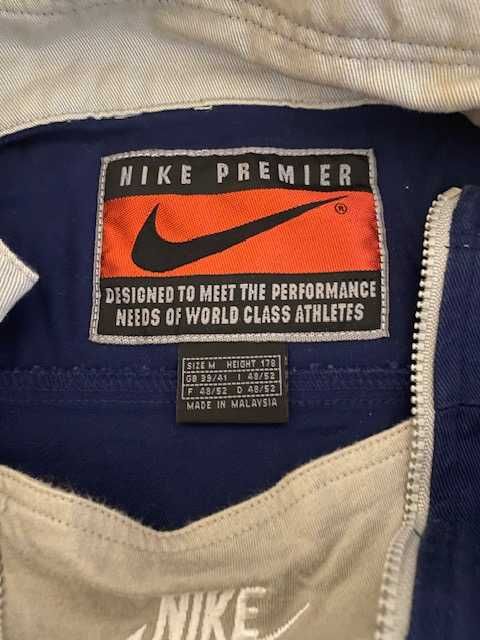 NIKE PREMIER
®
DESIGNED TO MEET THE PERFORMANCE
NEEDS OF WORLD CLASS ATHLETES
SIZE M HEIGHT 178
GB 39/41 I 48/52
F 48/52 D 48/52
MADE IN MALAYSIA
NIKE